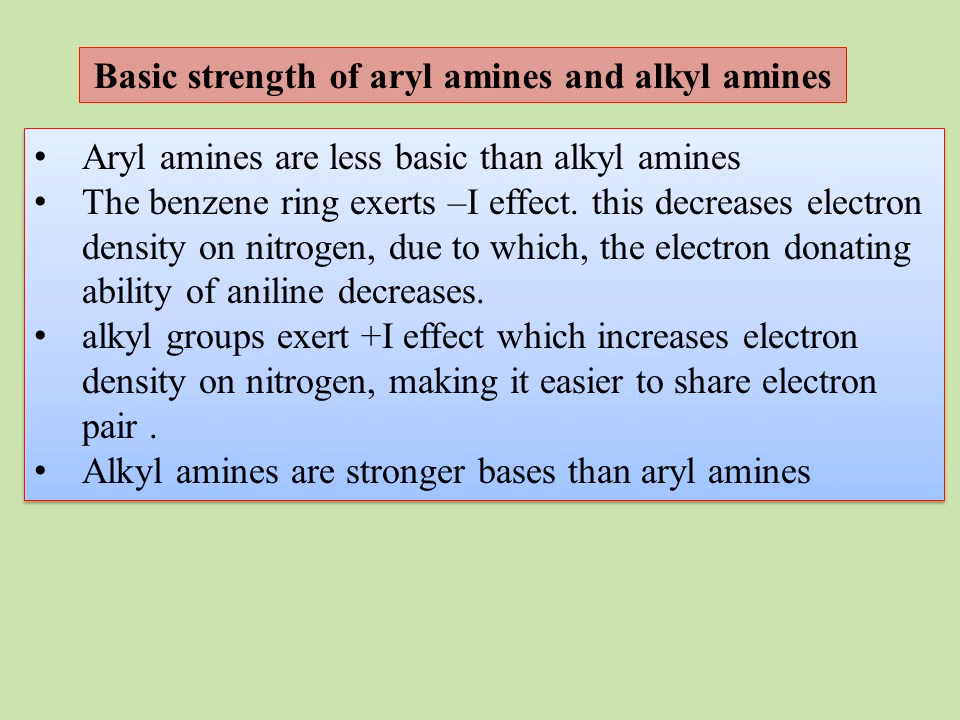 Basic strength of aryl amines and alkyl amines
• Aryl amines are less basic than alkyl amines
• The benzene ring exerts –I effect. this decreases electron
density on nitrogen, due to which, the electron donating
ability of aniline decreases.
• alkyl groups exert +I effect which increases electron
density on nitrogen, making it easier to share electron
pair .
• Alkyl amines are stronger bases than aryl amines